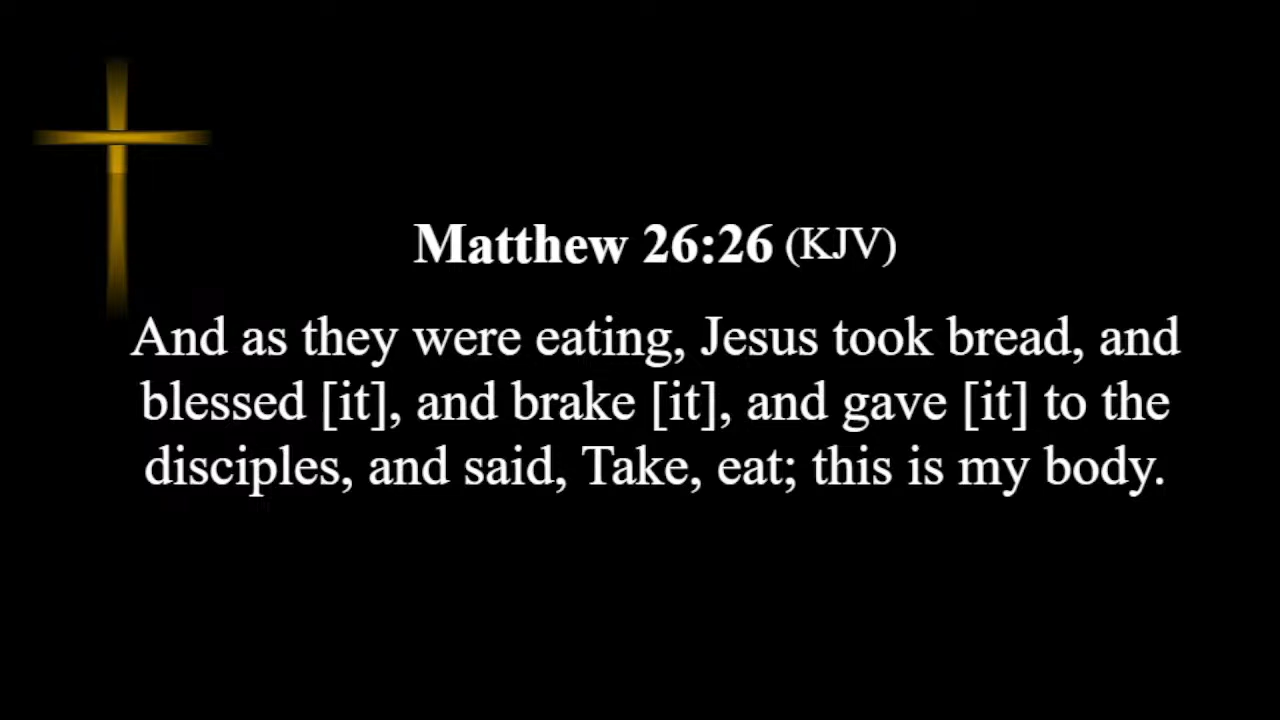 Matthew 26:26 (KJV)
And as they were eating, Jesus took bread, and
blessed [it], and brake [it], and gave [it] to the
disciples, and said, Take, eat; this is my body.